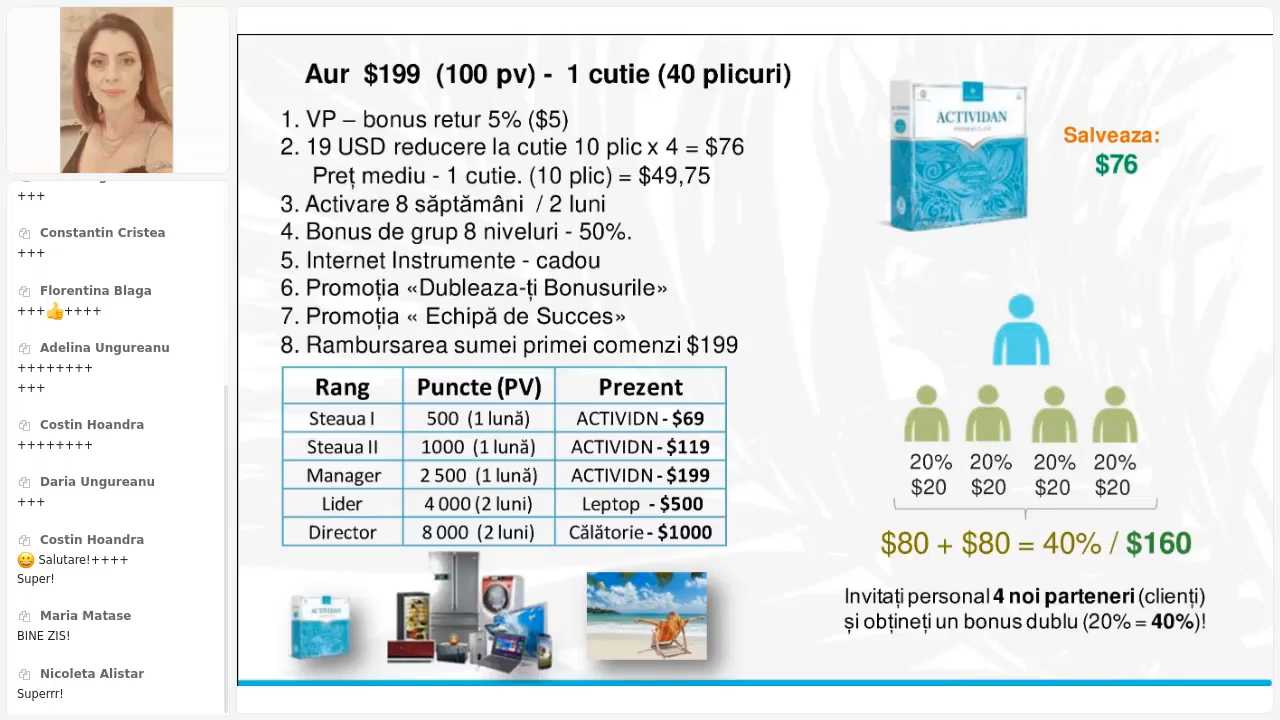 +++
Constantin Cristea
+++
Florentina Blaga
+++👍++++
Adelina Ungureanu
++++++++
+++
Costin Hoandra
++++++++
Daria Ungureanu
+++
Costin Hoandra
😀 Salutare!++++
Super!
Maria Matase
BINE ZIS!
Nicoleta Alistar
Superrr!
Aur $199 (100 pv) - 1 cutie (40 plicuri)
1. VP – bonus retur 5% ($5)
2. 19 USD reducere la cutie 10 plic x 4 = $76
Preț mediu - 1 cutie. (10 plic) = $49,75
3. Activare 8 săptămâni / 2 luni
4. Bonus de grup 8 niveluri - 50%.
5. Internet Instrumente - cadou
6. Promoția «Dubleaza-ți Bonusurile»
7. Promoția « Echipă de Succes»
8. Rambursarea sumei primei comenzi $199
Rang Puncte (PV) Prezent
Steaua I 500 (1 lună) ACTIVIDN - $69
Steaua II 1000 (1 lună) ACTIVIDN - $119
Manager 2 500 (1 lună) ACTIVIDN - $199
Lider 4 000 (2 luni) Leptop - $500
Director 8 000 (2 luni) Călătorie - $1000
ACTIVIDAN
ACTIVIDAN
Salveaza:
$76
20% 20% 20% 20%
$20 $20 $20 $20
$80 + $80 = 40% / $160
Invitați personal 4 noi parteneri (clienți)
și obțineți un bonus dublu (20% = 40%)!